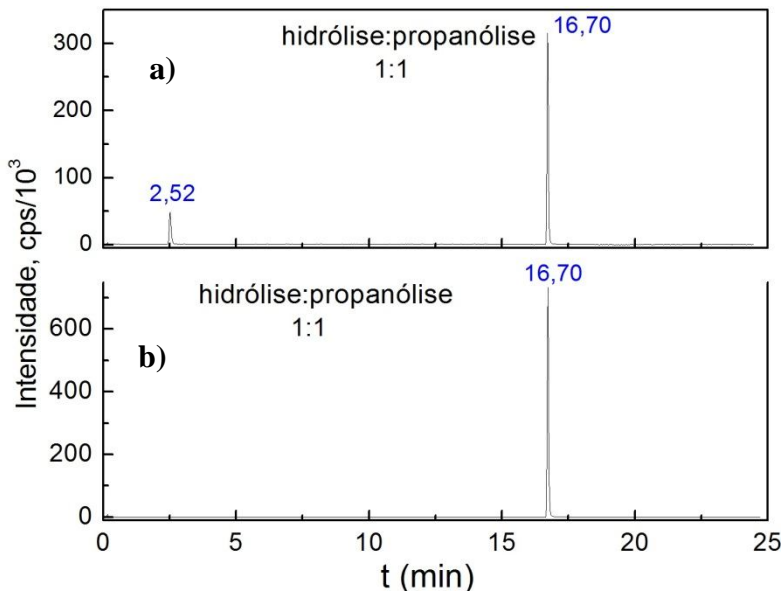 hidrólise:propanólise
1:1
a)
16,70
2,52
300
200
100
0
Intensidade, cps/10³
hidrólise:propanólise
1:1
b)
16,70
600
400
200
0
0 5 10 15 20 25
t (min)